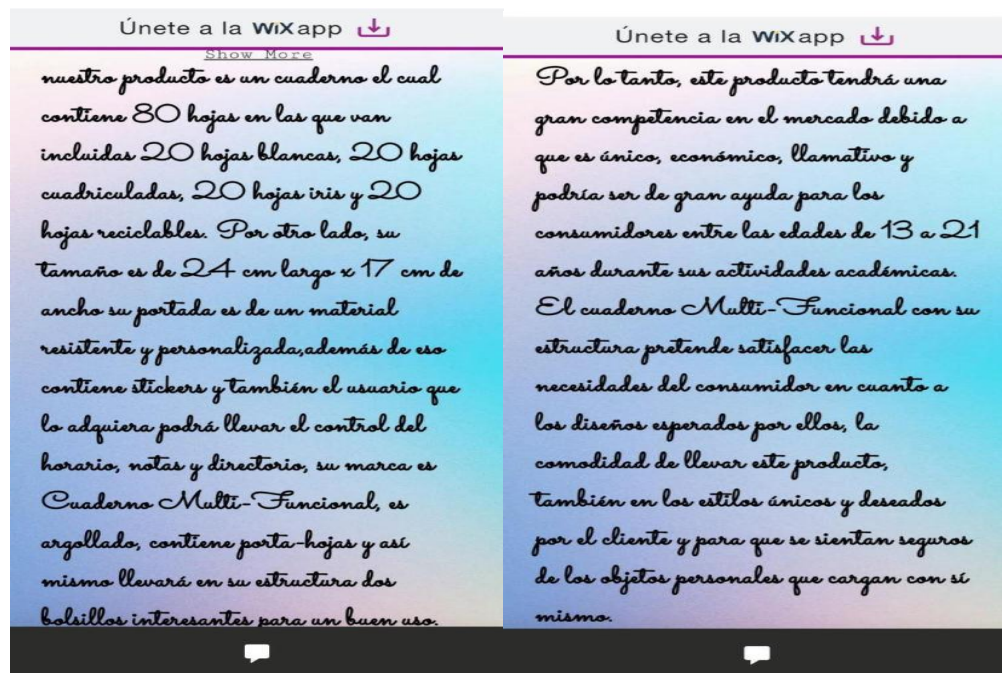 Únete a la WiX app
Show More
nuestro producto es un cuaderno el cual
contiene 80 hojas en las que van
incluidas 20 hojas blancas, 20 hojas
cuadriculadas, 20 hojas iris y 20
hojas reciclables. Por otro lado, su
tamaño es de 24 cm largo x 17 cm de
ancho su portada es de un material
resistente y personalizada,además de eso
contiene stickers y también el usuario que
lo adquiera podrá llevar el control del
horario, notas y directorio, su marca es
Cuaderno Multi-Funcional, es
argollado, contiene porta-hojas y así
mismo llevará en su estructura dos
bolsillos interesantes para un buen uso.
Únete a la WiX app
Por lo tanto, este producto tendrá una
gran competencia en el mercado debido a
que es único, económico, llamativo y
podría ser de gran ayuda para los
consumidores entre las edades de 13 a 21
años durante sus actividades académicas.
El cuaderno Multi-Funcional con su
estructura pretende satisfacer las
necesidades del consumidor en cuanto a
los diseños esperados por ellos, la
comodidad de llevar este producto,
también en los estilos únicos y deseados
por el cliente y para que se sientan seguros
de los objetos personales que cargan con sí
mismo.